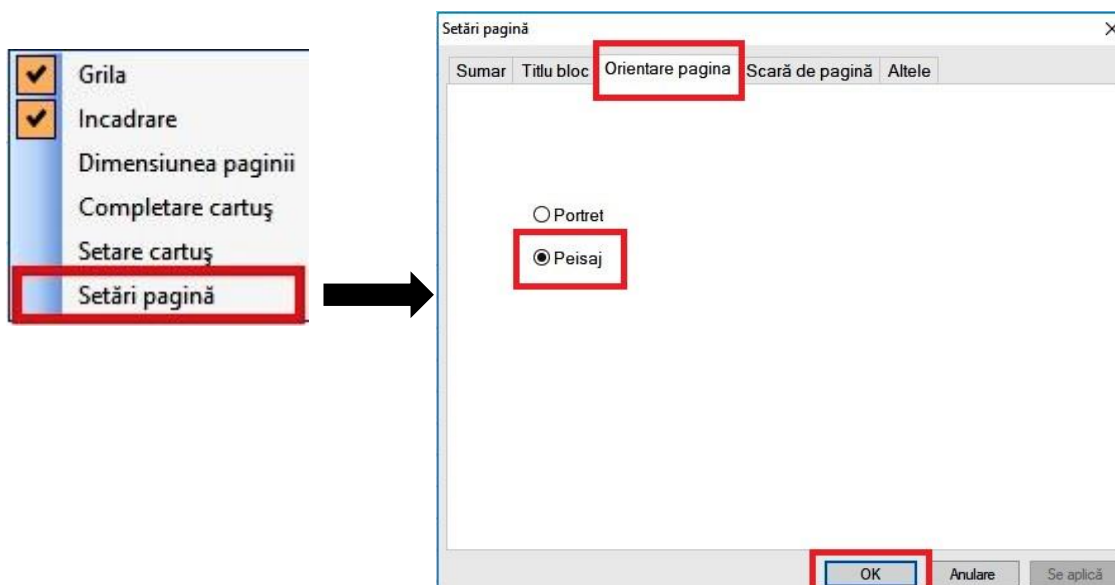 Grila
Incadrare
Dimensiunea paginii
Completare cartuş
Setare cartuş
Setări pagină
Setări pagină
Sumar Titlu bloc Orientare pagina Scară de pagină Altele
Portret
Peisaj
OK Anulare Se aplică